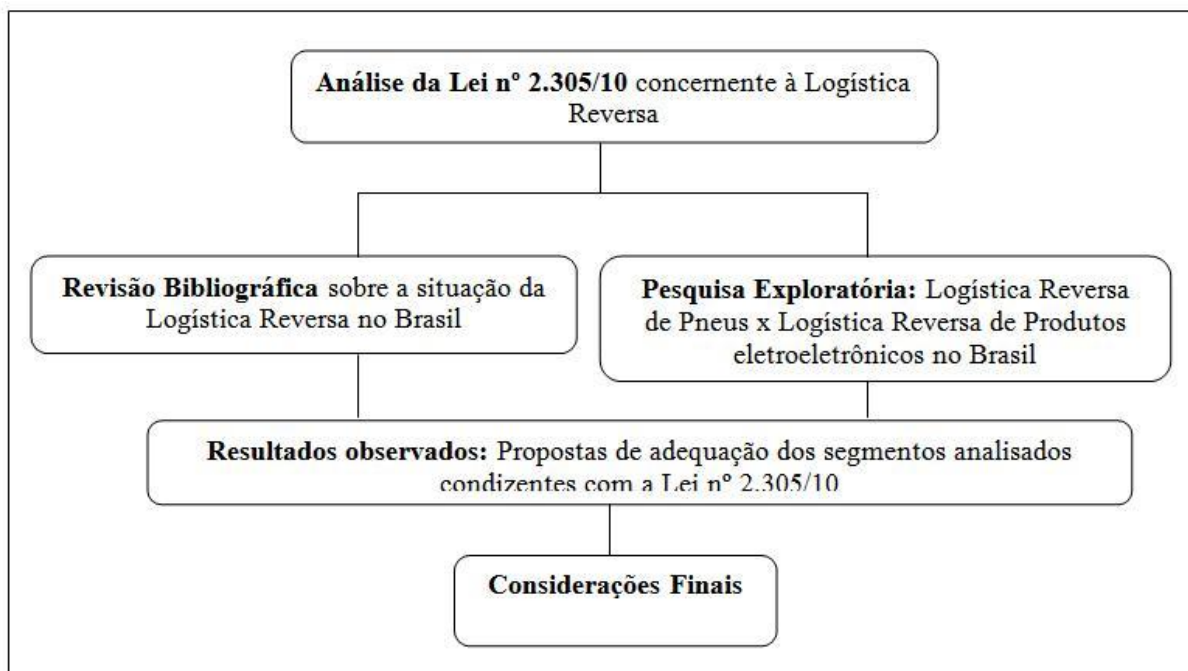 Análise da Lei nº 2.305/10 concernente à Logística
Reversa
Revisão Bibliográfica sobre a situação da
Logística Reversa no Brasil
Pesquisa Exploratória: Logística Reversa
de Pneus x Logística Reversa de Produtos
eletroeletrônicos no Brasil
Resultados observados: Propostas de adequação dos segmentos analisados
condizentes com a Lei nº 2.305/10
Considerações Finais